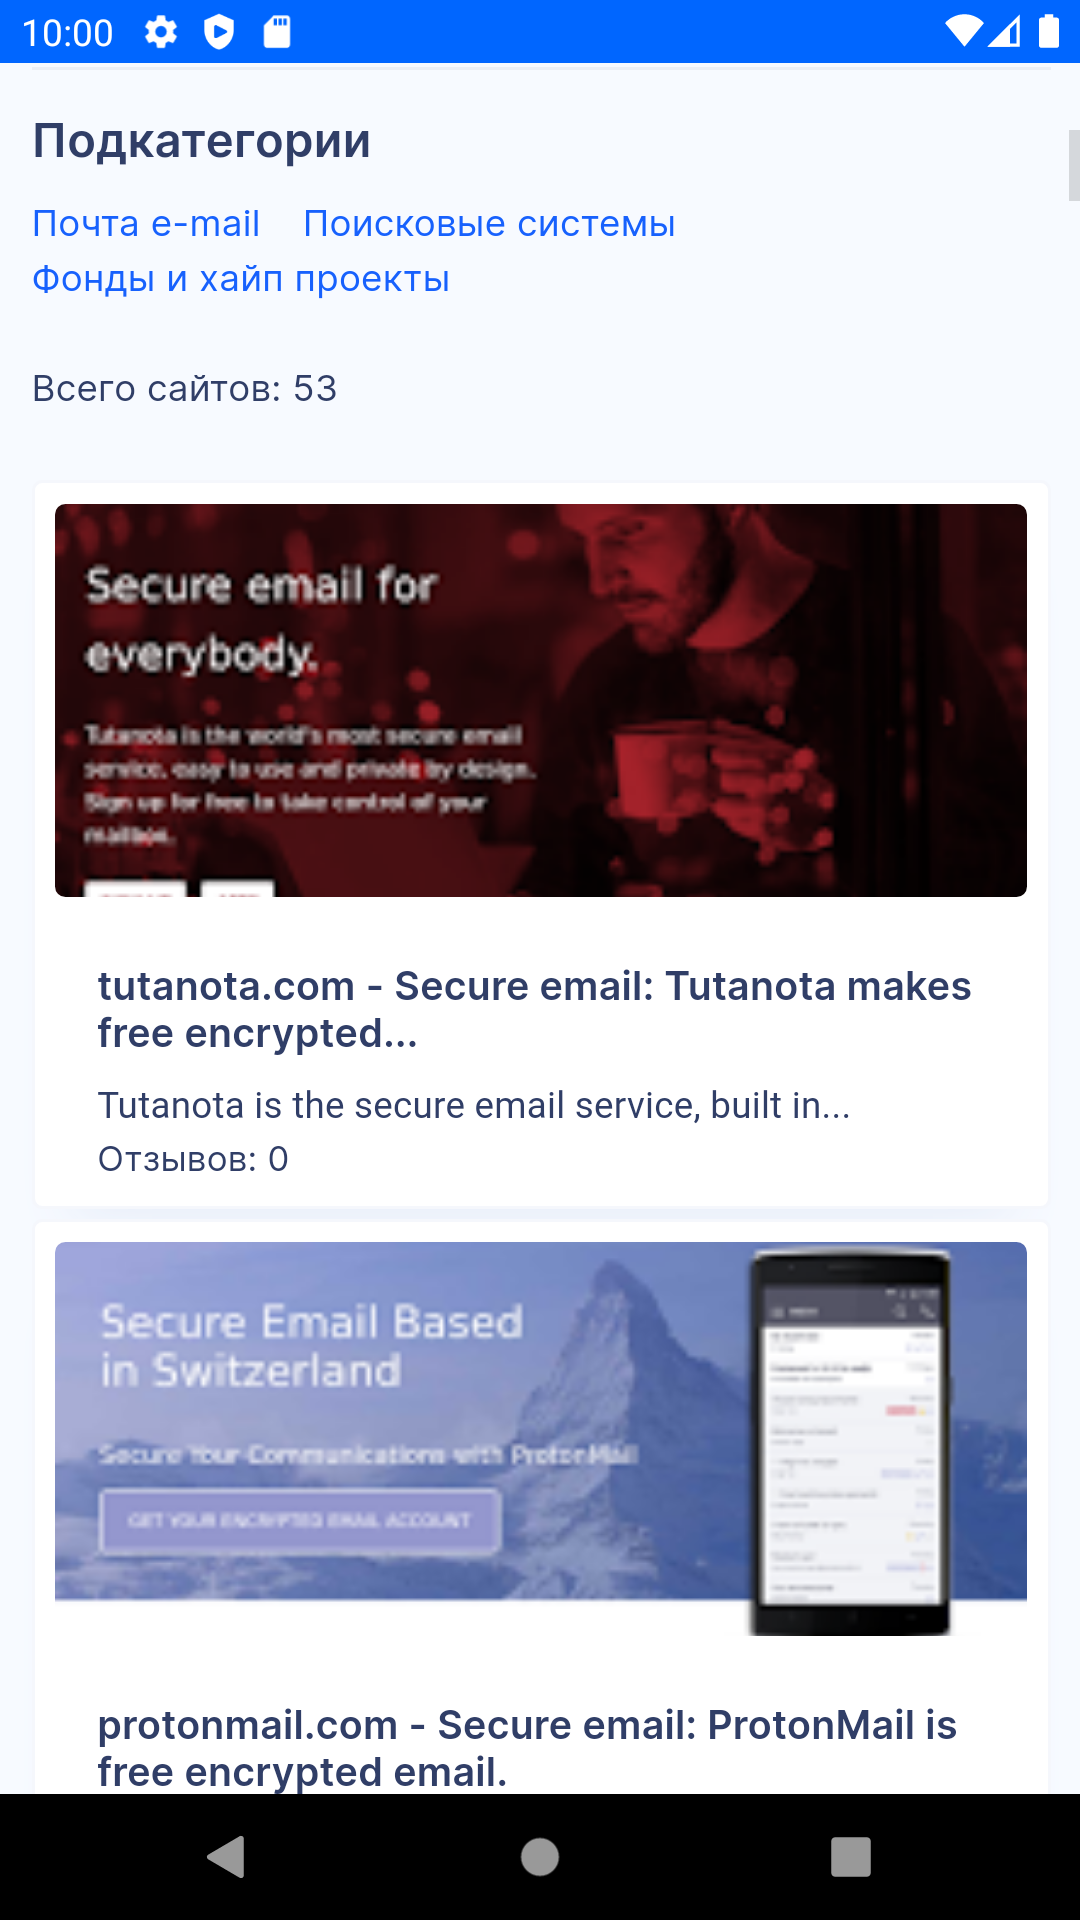 10:00
Подкатегории
Почта e-mail Поисковые системы
Фонды и хайп проекты
Всего сайтов: 53
Secure email for
everybody.
Tutanota is the world's most secure email
service, easy to use and private by design.
Sign up for free to take control of your
mailbox.
tutanota.com - Secure email: Tutanota makes
free encrypted...
Tutanota is the secure email service, built in...
Отзывов: 0
Secure Email Based
in Switzerland
Secure Your Communications with ProtonMail
GET YOUR ENCRYPTED EMAIL ACCOUNT
protonmail.com - Secure email: ProtonMail is
free encrypted email.